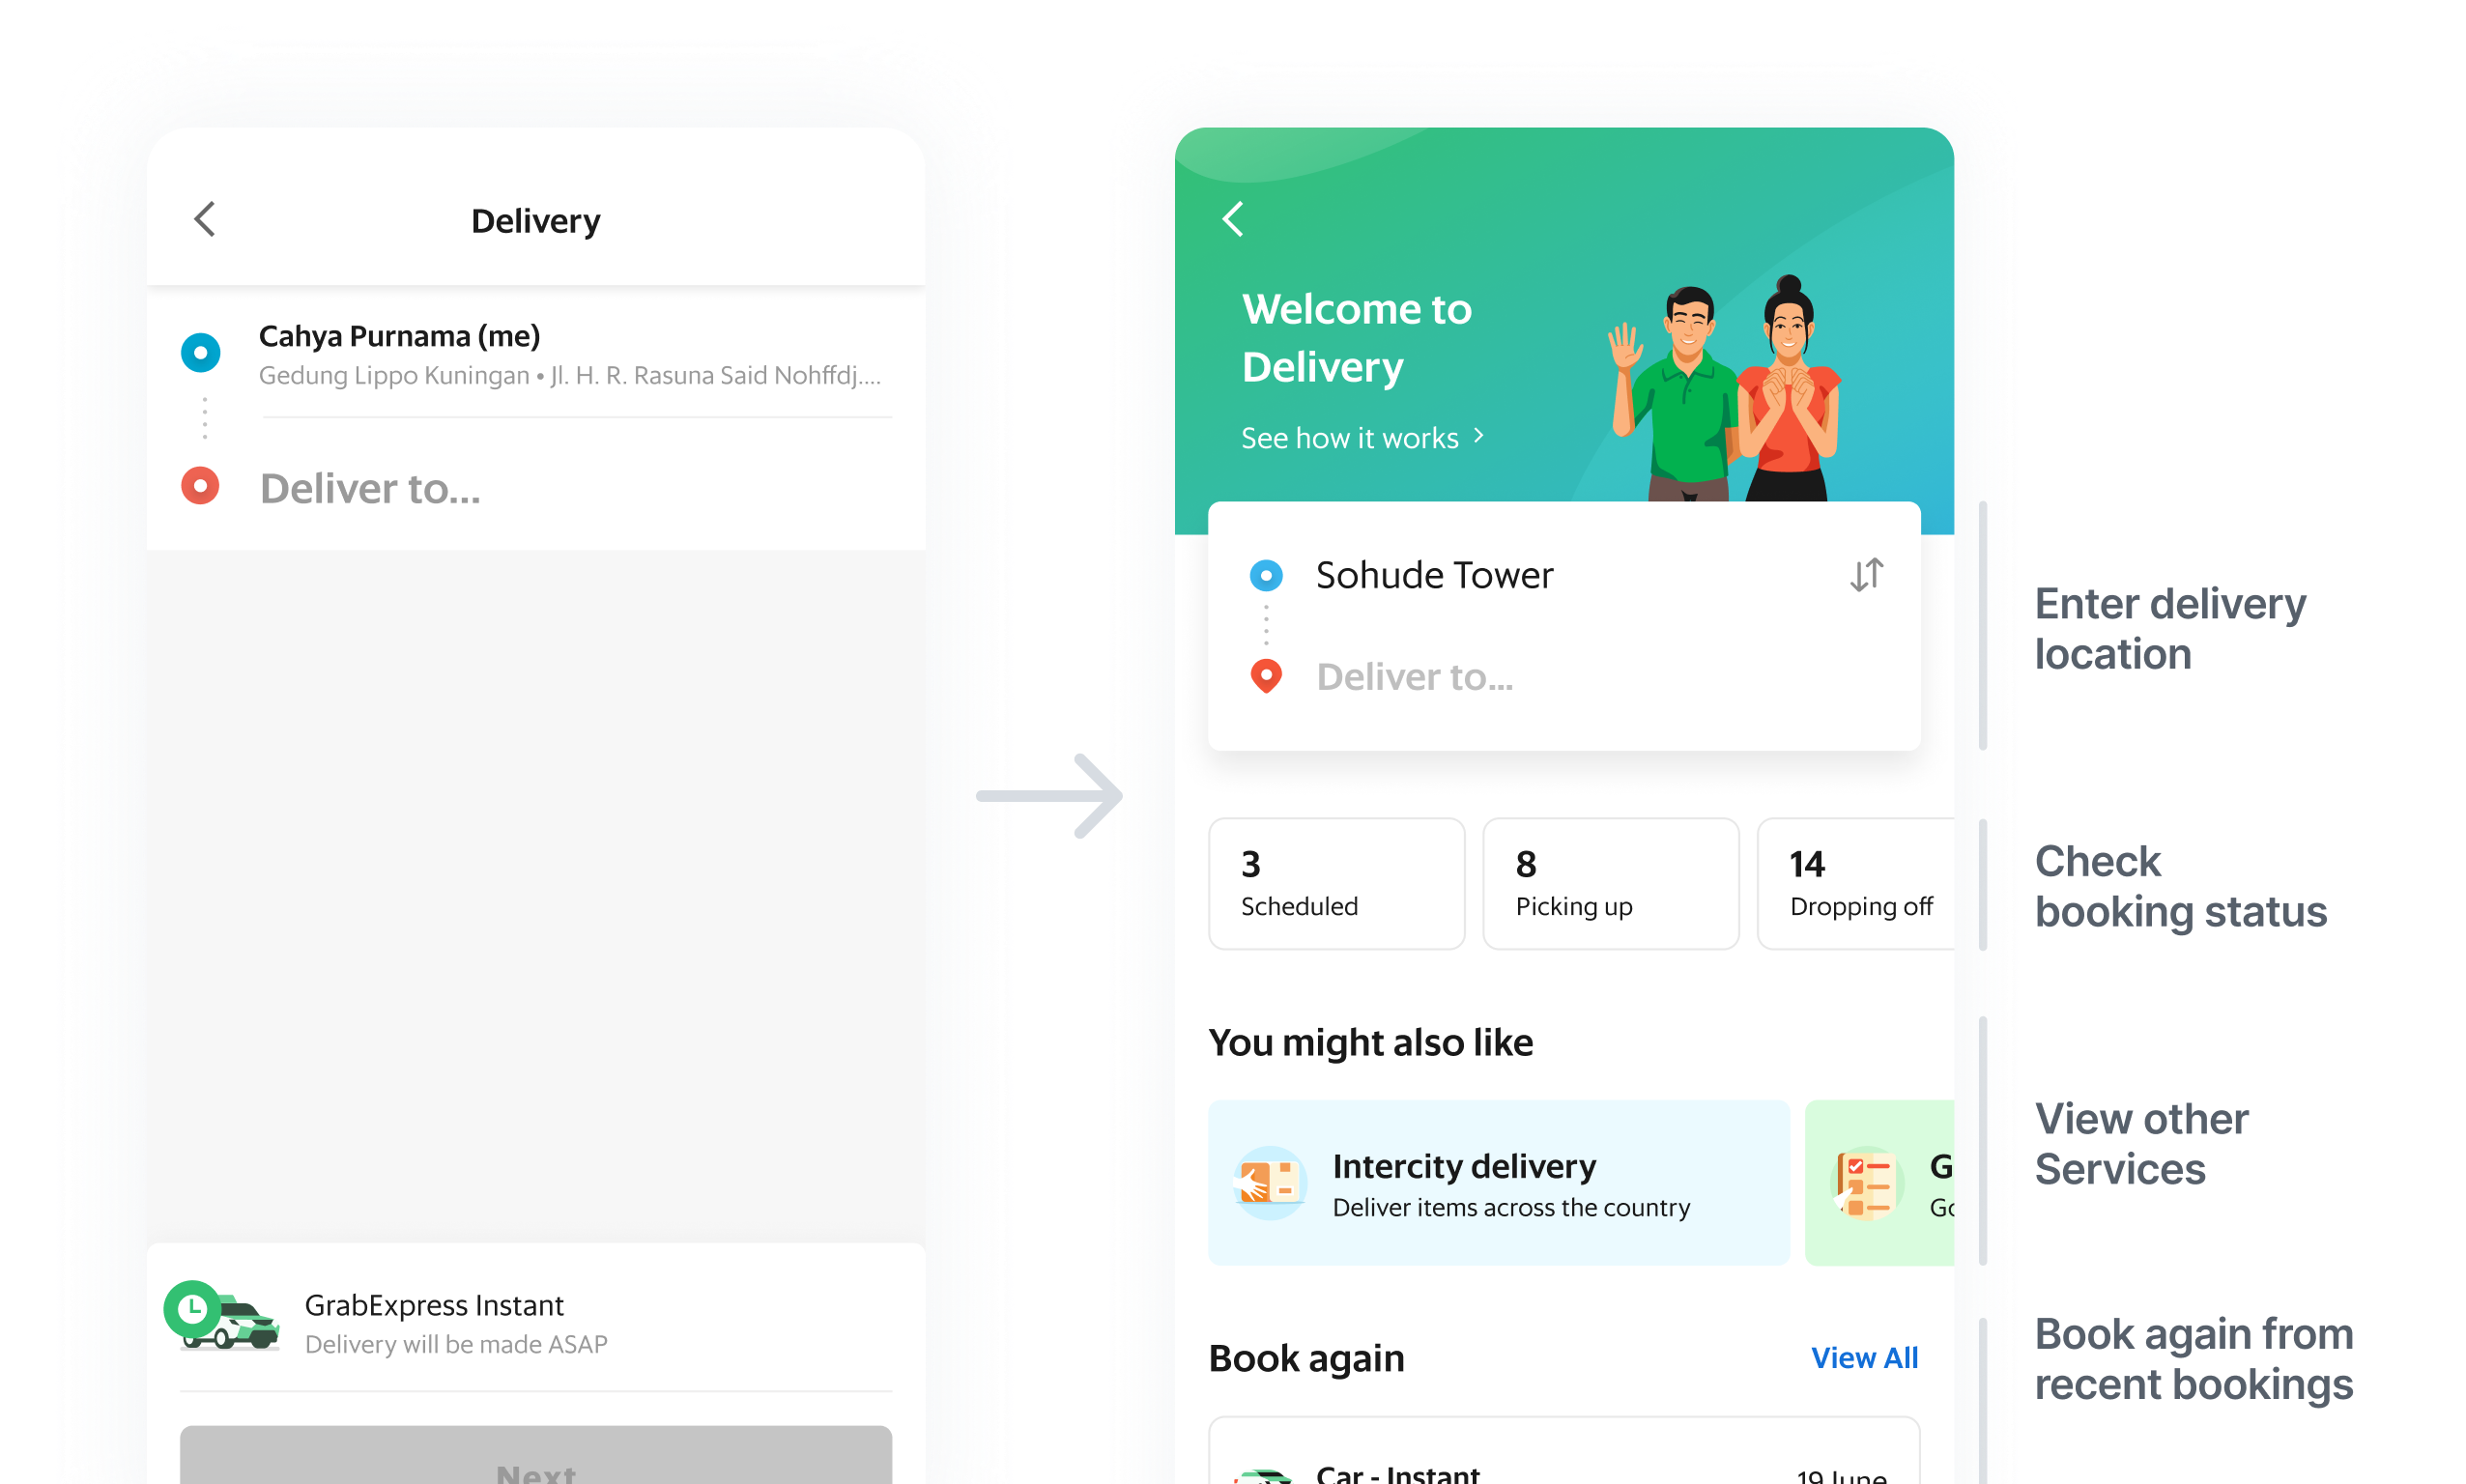 Delivery
Cahya Purnama (me)
Gedung Lippo Kuningan • Jl. H. R. Rasuna Said Nohffdj....
Deliver to...
GrabExpress Instant
Delivery will be made ASAP
Next
Welcome to
Delivery
See how it works
Sohude Tower
Deliver to...
3
Scheduled
8
Picking up
14
Dropping off
You might also like
Intercity delivery
Deliver items across the country
Book again
View All
Car - Instant
19 June
Enter delivery
location
Check
booking status
View other
Services
Book again from
recent bookings